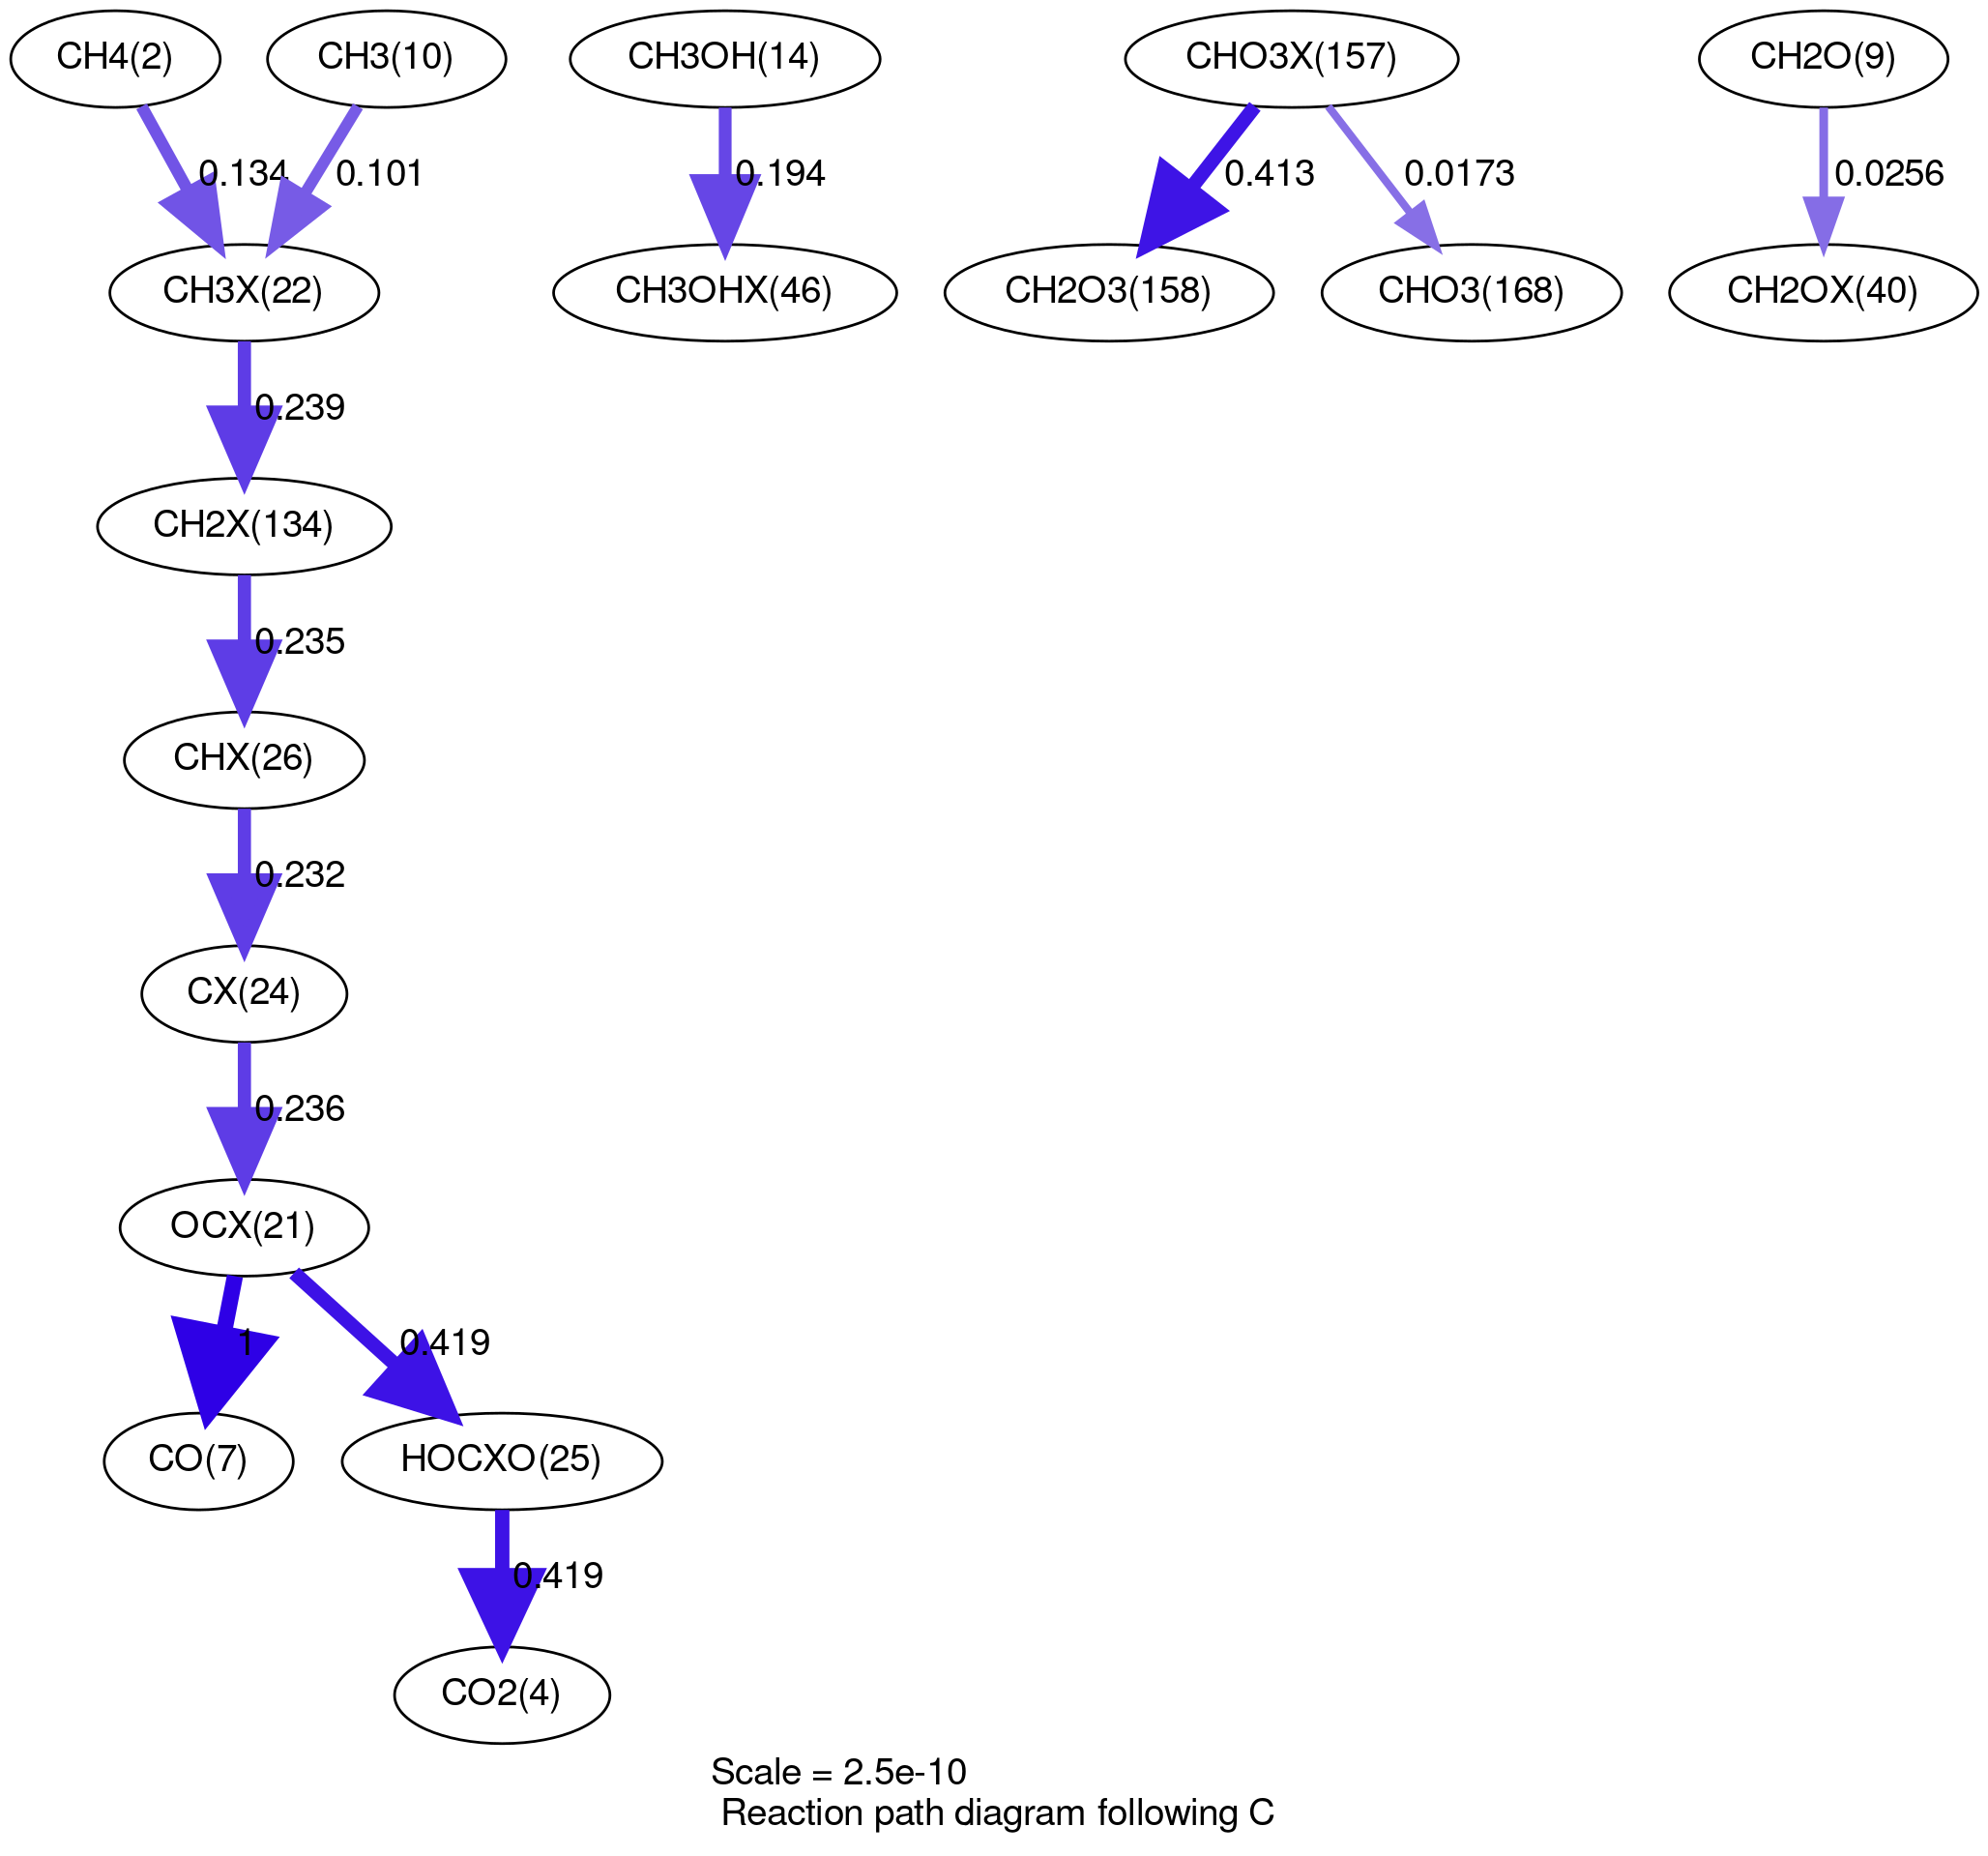 CH4(2) CH3(10) CH3OH(14) CHO3X(157) CH2O(9)
0.134 0.101 0.194 0.413 0.0173 0.0256
CH3X(22) CH3OHX(46) CH2O3(158) CHO3(168) CH2OX(40)
0.239
CH2X(134)
0.235
CHX(26)
0.232
CX(24)
0.236
OCX(21)
1 0.419
CO(7) HOCXO(25)
0.419
CO2(4)
Scale = 2.5e-10
Reaction path diagram following C